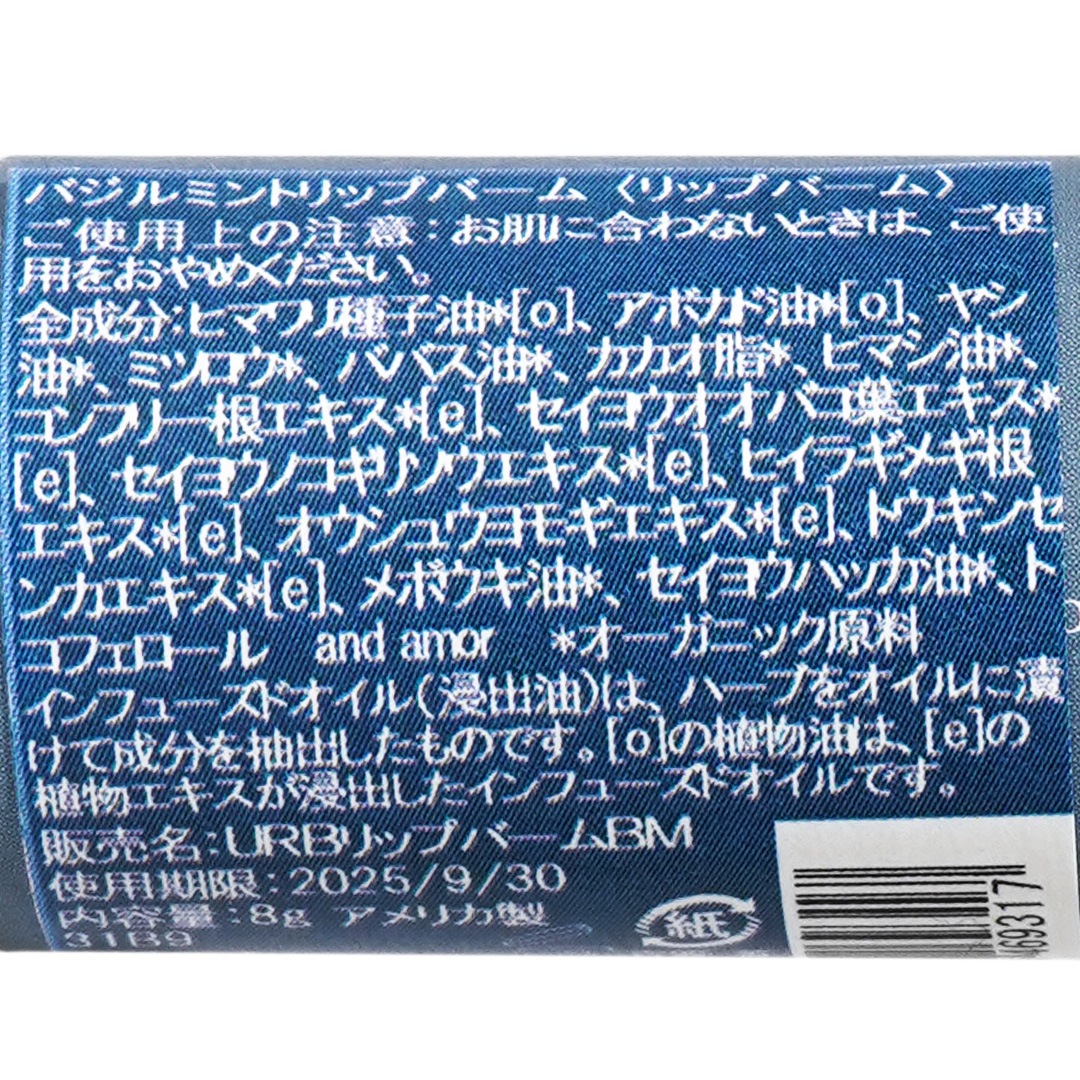 バジルミントリップバーム〈リップバーム〉
ご使用上の注意:お肌に合わないときは、ご使
用をおやめください。
全成分:ヒマワリ種子油*[o]、アボカド油*[o]、ヤシ
油*、ミツロウ*、ババス油*、カカオ脂*、ヒマシ油*、
コンフリー根エキス*[e]、セイヨウオオバコ葉エキス*
[e]、セイヨウノコギリソウエキス*[e]、ヒイラギメギ根
エキス*[e]、オウシュウヨモギエキス*[e]、トウキンセ
ンカエキス*[e]、メボウキ油*、セイヨウハッカ油*、ト
コフェロール and amor *オーガニック原料
インフューズドオイル(浸出油)は、ハーブをオイルに漬
けて成分を抽出したものです。[o]の植物油は、[e]の
植物エキスが浸出したインフューズドオイルです。
販売名:URBリップバームBM
使用期限:2025/9/30
内容量:8g アメリカ製
31B9
紙
69317